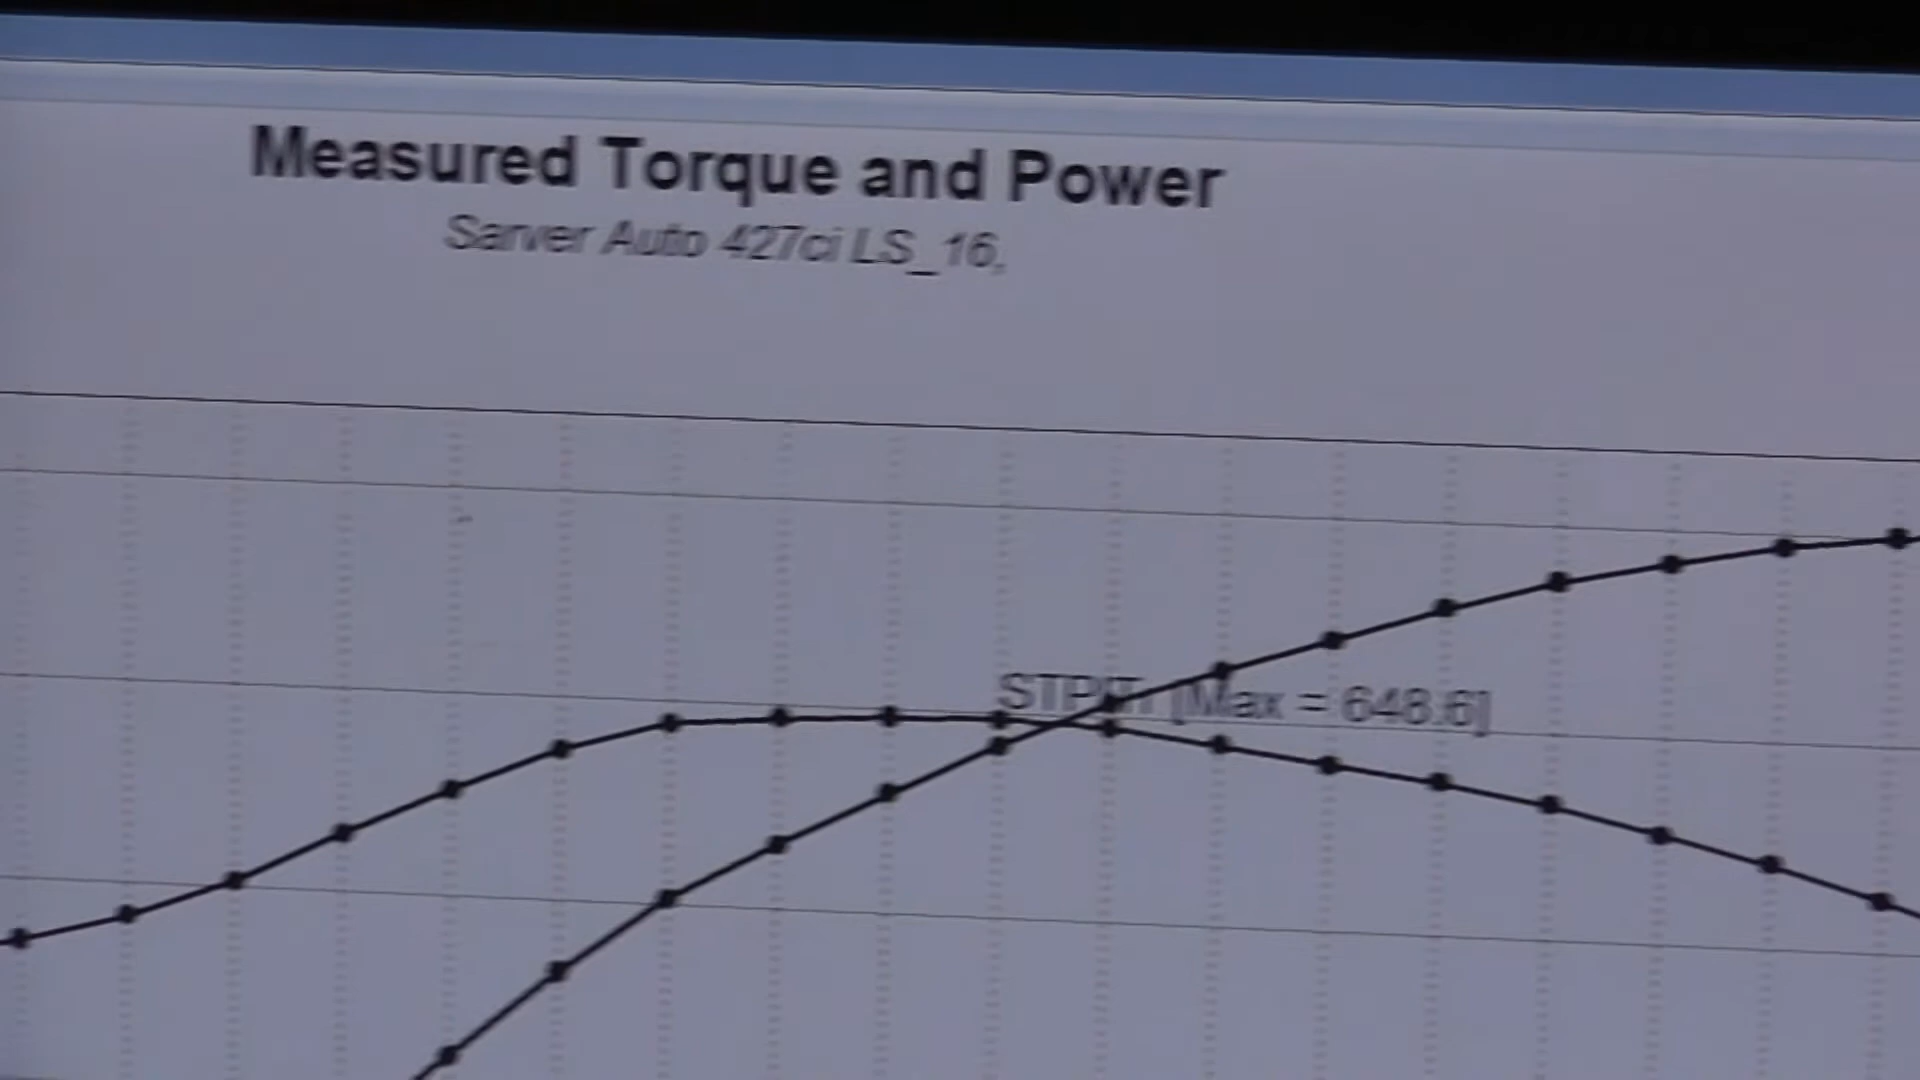 Measured Torque and Power
Sarver Auto 427ci LS_16,
[Max = 648.6]